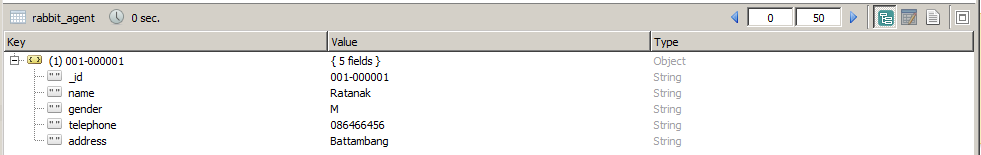 rabbit_agent 0 sec. 0 50
Key Value Type
(1) 001-000001 { 5 fields } Object
_id 001-000001 String
name Ratanak String
gender M String
telephone 086466456 String
address Battambang String